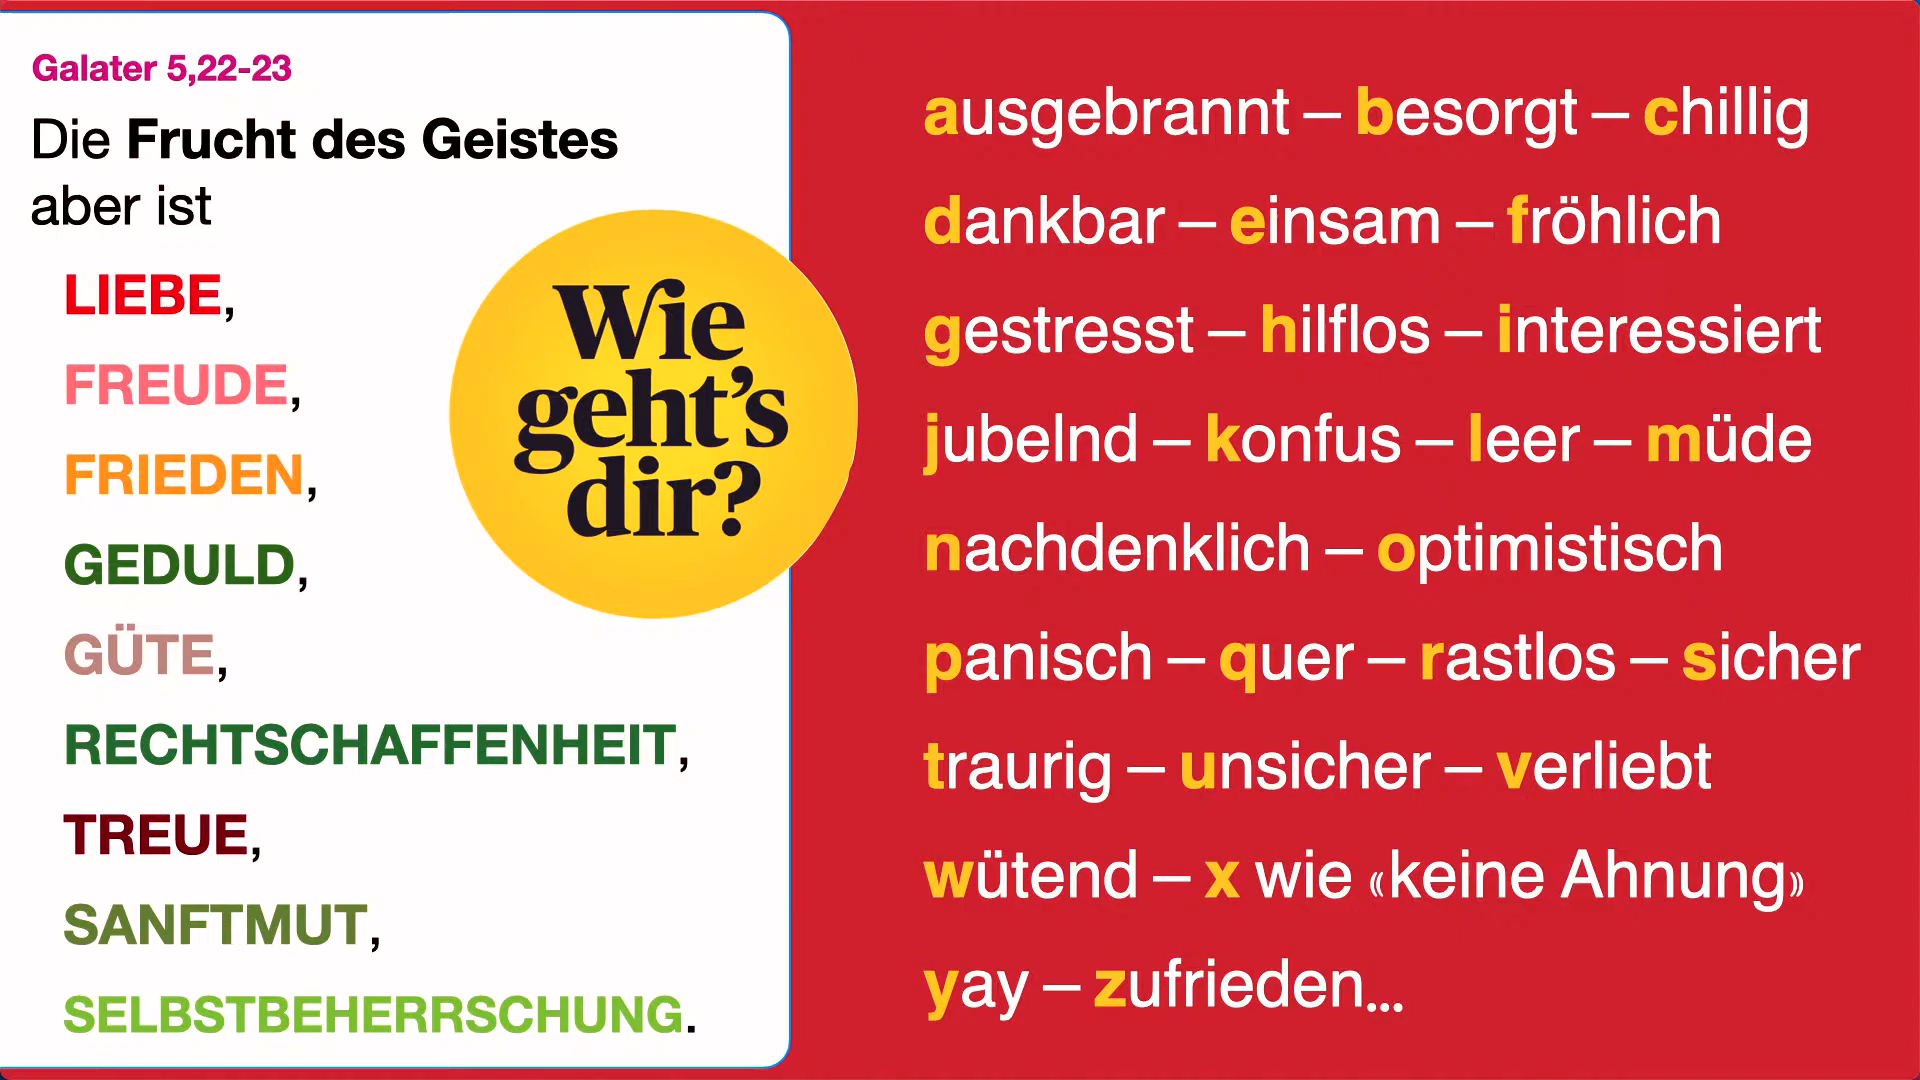 Galater 5,22-23
Die Frucht des Geistes
aber ist
LIEBE,
FREUDE,
FRIEDEN,
GEDULD,
GÜTE,
RECHTSCHAFFENHEIT,
TREUE,
SANFTMUT,
SELBSTBEHERRSCHUNG.
Wie
geht’s
dir?
ausgebrannt – besorgt – chillig
dankbar – einsam – fröhlich
gestresst – hilflos – interessiert
jubelnd – konfus – leer – müde
nachdenklich – optimistisch
panisch – quer – rastlos – sicher
traurig – unsicher – verliebt
wütend – x wie «keine Ahnung»
yay – zufrieden...